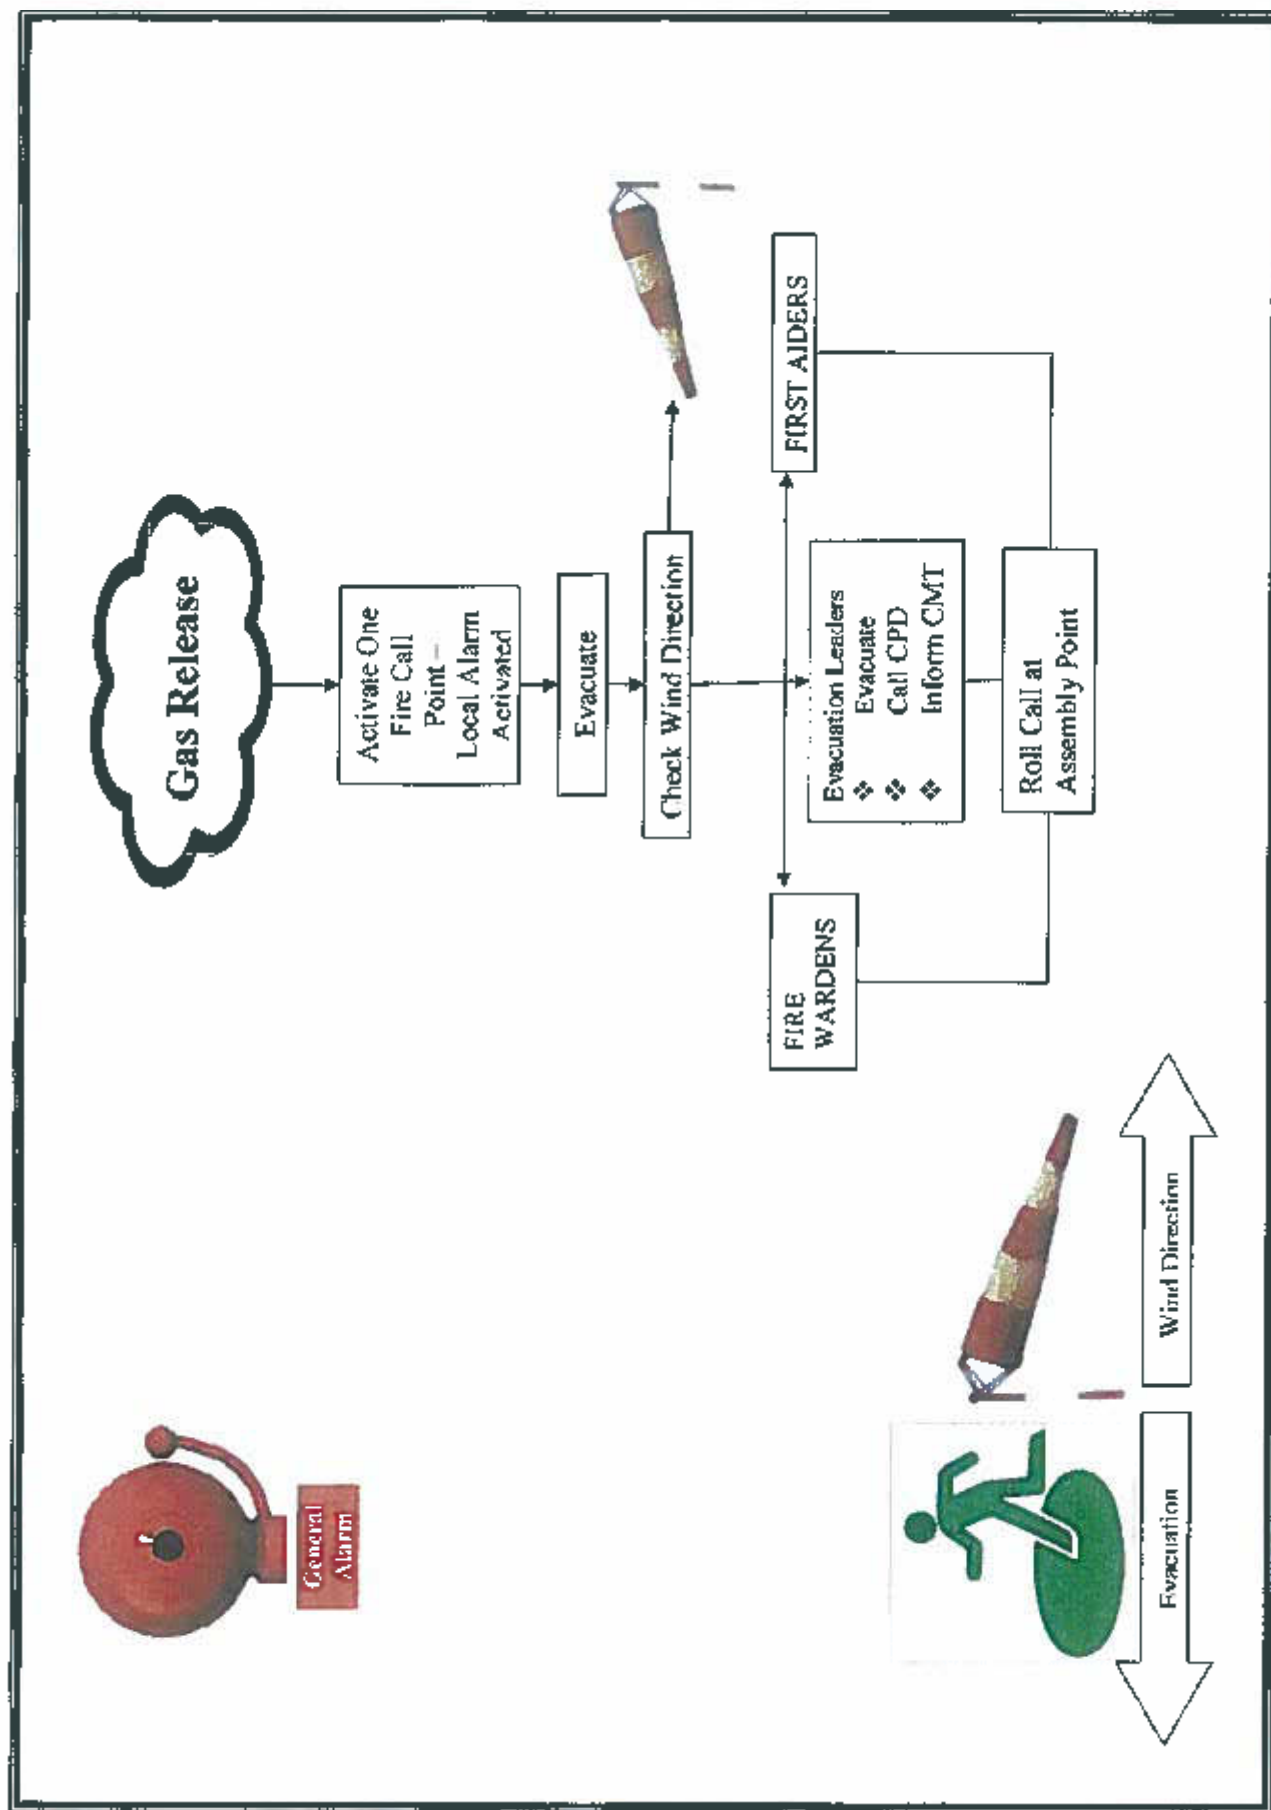 Gas Release
General
Alarm
Activate One
Fire Call
Point –
Local Alarm
Activated
Evacuate
Check Wind Direction
FIRE
WARDENS
Evacuation Leaders
❖ Evacuate
❖ Call CPD
❖ Inform CMT
FIRST AIDERS
Roll Call at
Assembly Point
Evacuation
Wind Direction